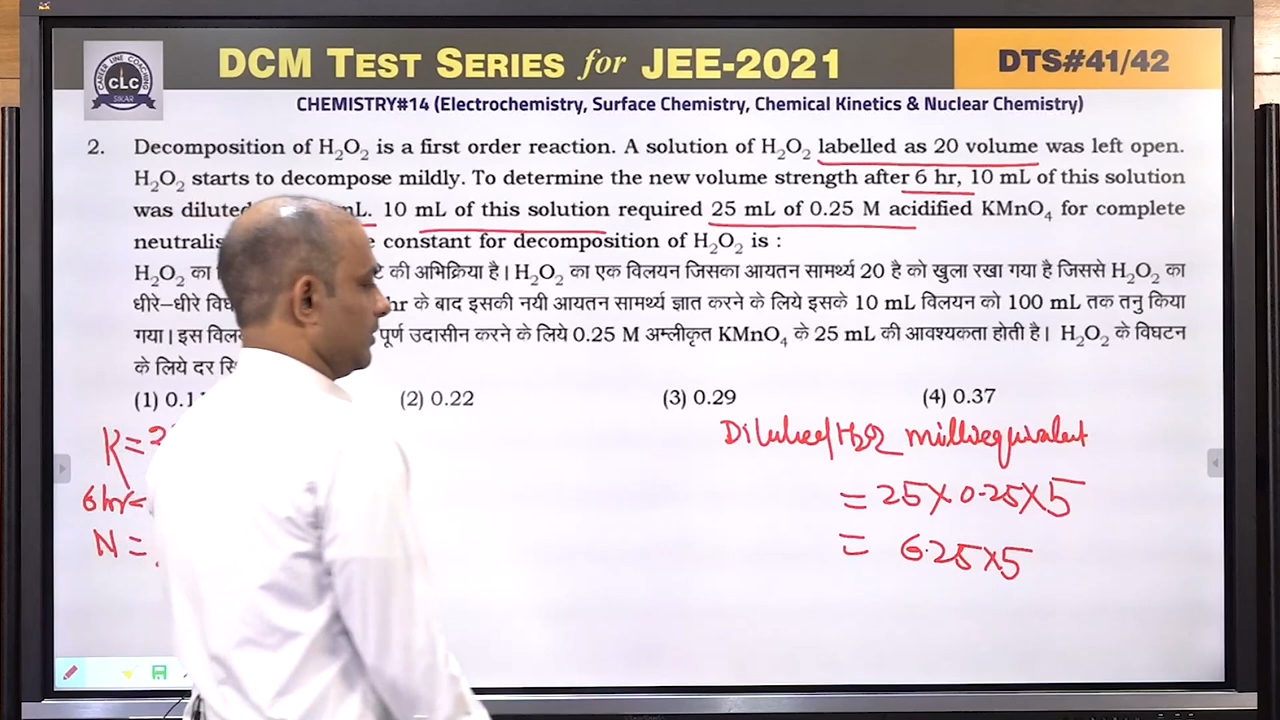 DCM TEST SERIES for JEE-2021
DTS#41/42
CAREER LINE COACHING
CLC
SIKAR
CHEMISTRY#14 (Electrochemistry, Surface Chemistry, Chemical Kinetics & Nuclear Chemistry)
2. Decomposition of H₂O₂ is a first order reaction. A solution of H₂O₂ labelled as 20 volume was left open.
H₂O₂ starts to decompose mildly. To determine the new volume strength after 6 hr, 10 mL of this solution
was diluted mL. 10 mL of this solution required 25 mL of 0.25 M acidified KMnO₄ for complete
constant for decomposition of H₂O₂ is :
H₂O₂ का की अभिक्रिया है। H₂O₂ का एक विलयन जिसका आयतन सामर्थ्य 20 है को खुला रखा गया है जिससे H₂O₂ का
धीरे–धीरे hr के बाद इसकी नयी आयतन सामर्थ्य ज्ञात करने के लिये इसके 10 mL विलयन को 100 mL तक तनु किया
गया। इस पूर्ण उदासीन करने के लिये 0.25 M अम्लीकृत KMnO₄ के 25 mL की आवश्यकता होती है। H₂O₂ के विघटन
के लिये दर
(1) (2) 0.22 (3) 0.29 (4) 0.37
K=
6hr
N =
Diluted H₂O₂ milliequivalent
= 25×0.25×5
= 6.25×5